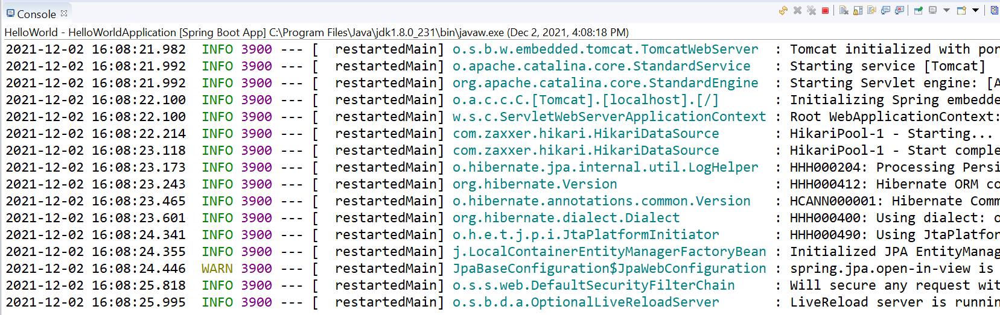 Console
HelloWorld - HelloWorldApplication [Spring Boot App] C:\Program Files\Java\jdk1.8.0_231\bin\javaw.exe (Dec 2, 2021, 4:08:18 PM)
2021-12-02 16:08:21.982  INFO 3900 --- [  restartedMain] o.s.b.w.embedded.tomcat.TomcatWebServer  : Tomcat initialized with por
2021-12-02 16:08:21.992  INFO 3900 --- [  restartedMain] o.apache.catalina.core.StandardService   : Starting service [Tomcat]
2021-12-02 16:08:21.992  INFO 3900 --- [  restartedMain] org.apache.catalina.core.StandardEngine  : Starting Servlet engine: [A
2021-12-02 16:08:22.100  INFO 3900 --- [  restartedMain] o.a.c.c.C.[Tomcat].[localhost].[/]       : Initializing Spring embedde
2021-12-02 16:08:22.100  INFO 3900 --- [  restartedMain] w.s.c.ServletWebServerApplicationContext : Root WebApplicationContext:
2021-12-02 16:08:22.214  INFO 3900 --- [  restartedMain] com.zaxxer.hikari.HikariDataSource       : HikariPool-1 - Starting...
2021-12-02 16:08:23.118  INFO 3900 --- [  restartedMain] com.zaxxer.hikari.HikariDataSource       : HikariPool-1 - Start comple
2021-12-02 16:08:23.173  INFO 3900 --- [  restartedMain] o.hibernate.jpa.internal.util.LogHelper  : HHH000204: Processing Persi
2021-12-02 16:08:23.243  INFO 3900 --- [  restartedMain] org.hibernate.Version                    : HHH000412: Hibernate ORM co
2021-12-02 16:08:23.465  INFO 3900 --- [  restartedMain] o.hibernate.annotations.common.Version   : HCANN000001: Hibernate Comm
2021-12-02 16:08:23.601  INFO 3900 --- [  restartedMain] org.hibernate.dialect.Dialect            : HHH000400: Using dialect: o
2021-12-02 16:08:24.341  INFO 3900 --- [  restartedMain] o.h.e.t.j.p.i.JtaPlatformInitiator       : HHH000490: Using JtaPlatfor
2021-12-02 16:08:24.355  INFO 3900 --- [  restartedMain] j.LocalContainerEntityManagerFactoryBean : Initialized JPA EntityManag
2021-12-02 16:08:24.446  WARN 3900 --- [  restartedMain] JpaBaseConfiguration$JpaWebConfiguration : spring.jpa.open-in-view is
2021-12-02 16:08:25.818  INFO 3900 --- [  restartedMain] o.s.s.web.DefaultSecurityFilterChain     : Will secure any request wit
2021-12-02 16:08:25.995  INFO 3900 --- [  restartedMain] o.s.b.d.a.OptionalLiveReloadServer       : LiveReload server is runnin